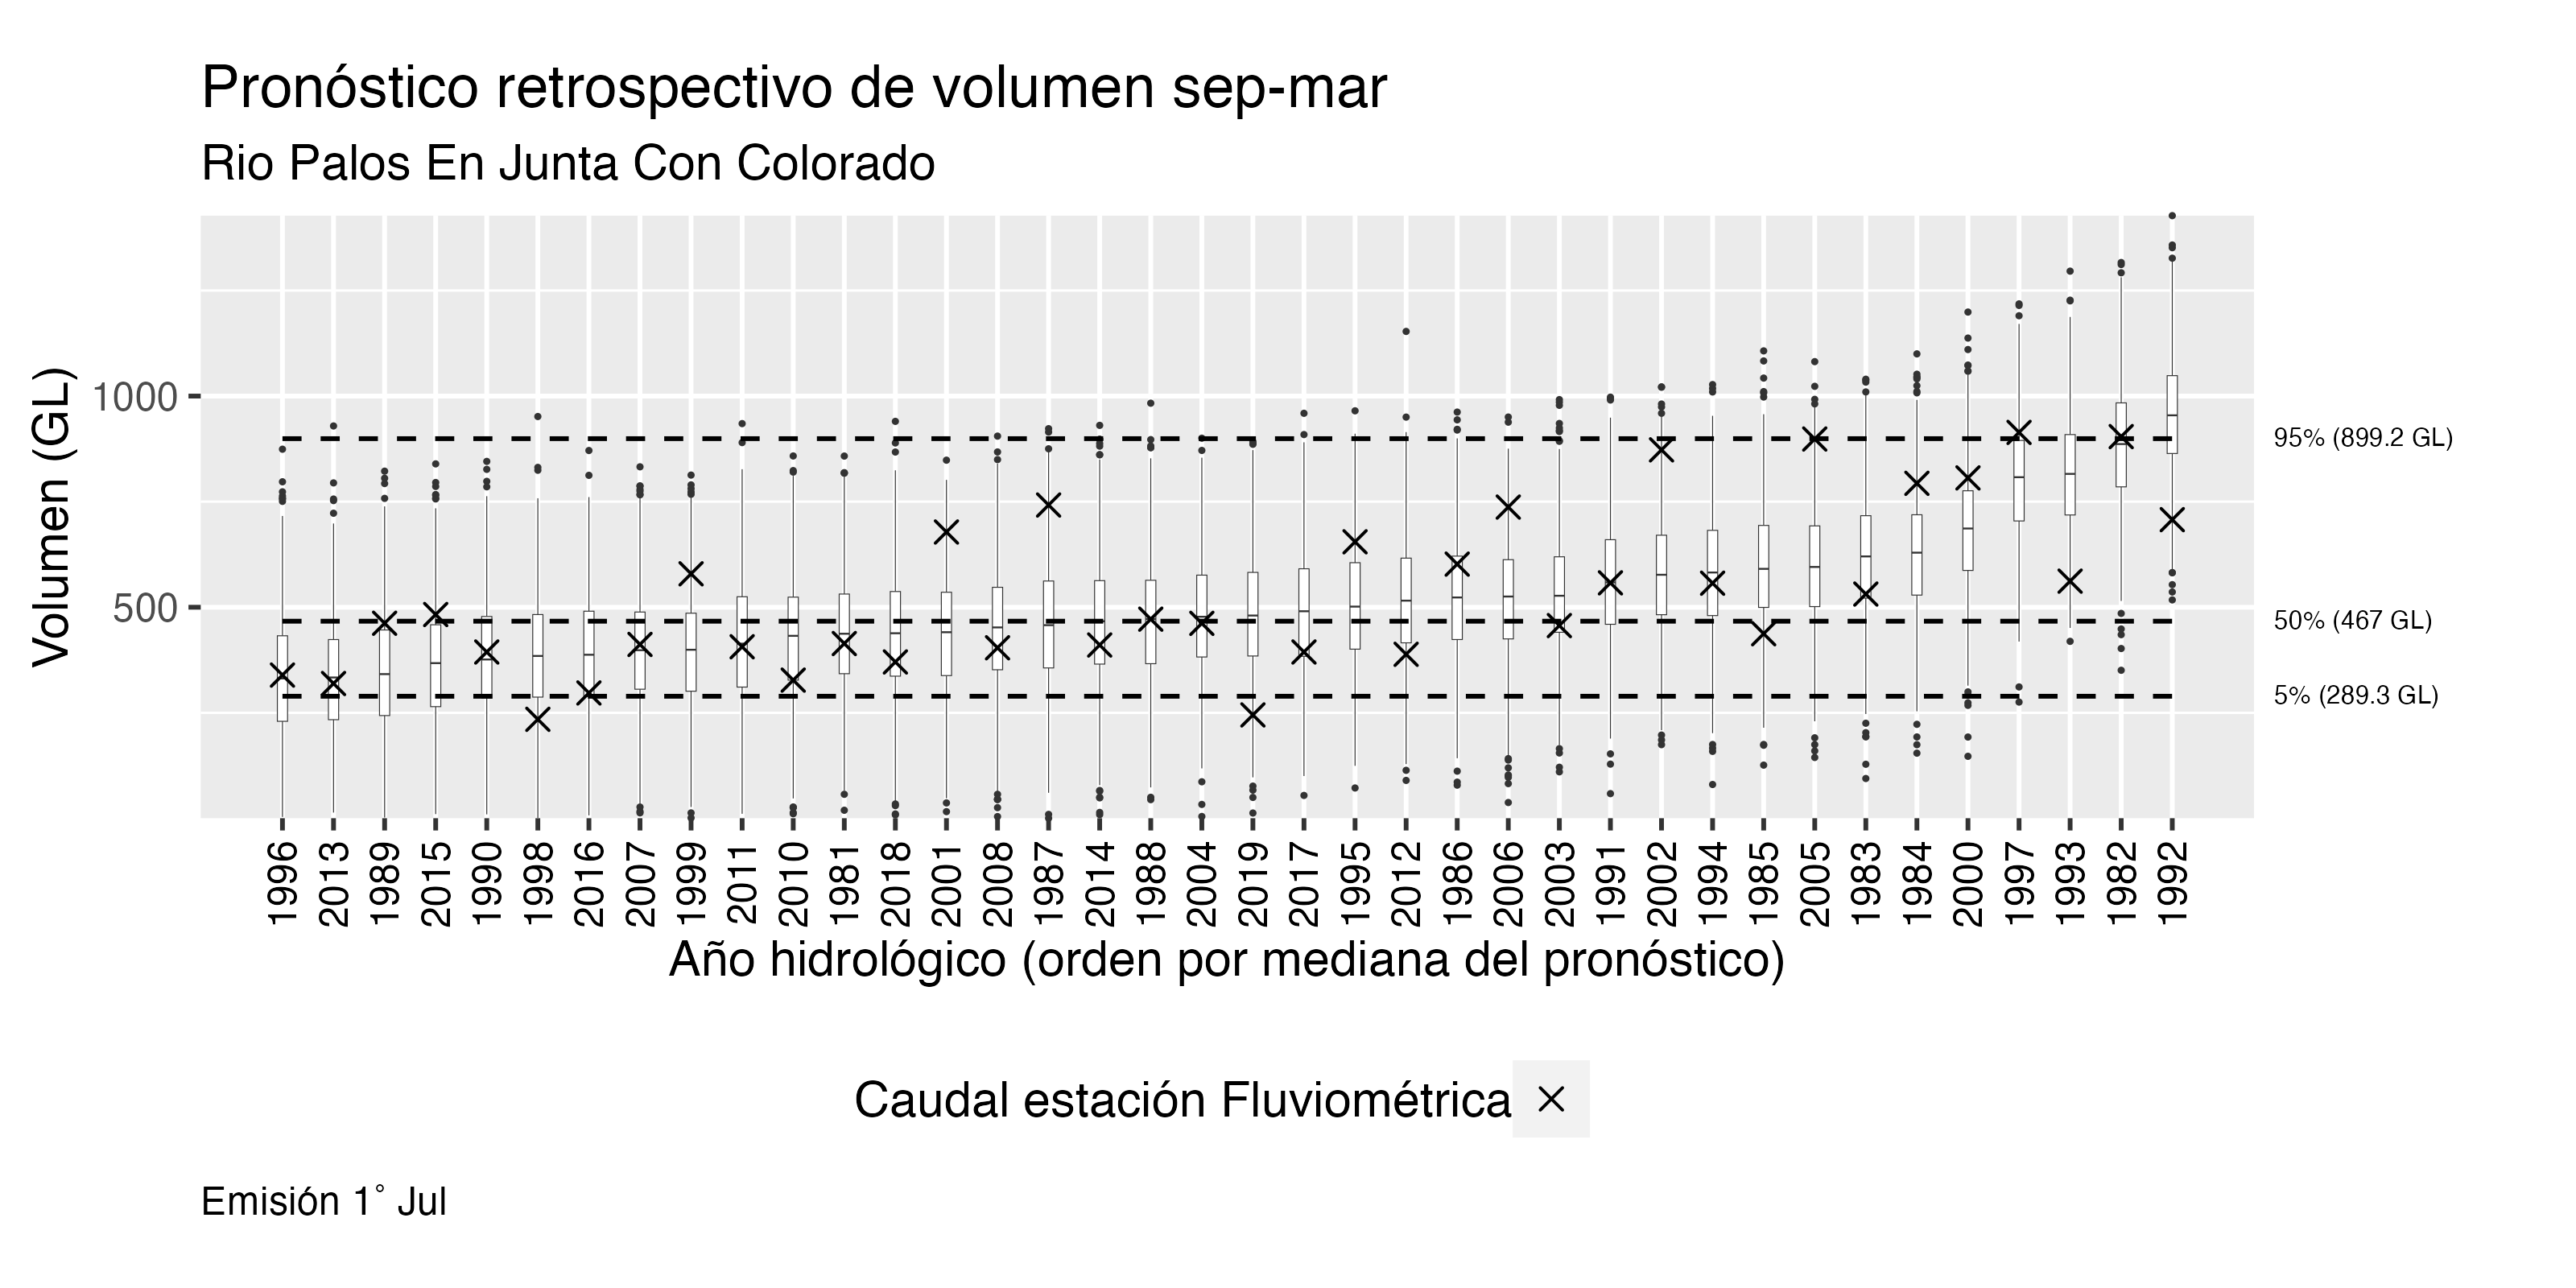 Pronóstico retrospectivo de volumen sep-mar
Rio Palos En Junta Con Colorado
Volumen (GL)
1000
500
95% (899.2 GL)
50% (467 GL)
5% (289.3 GL)
1996 2013 1989 2015 1990 1998 2016 2007 1999 2011 2010 1981 2018 2001 2008 1987 2014 1988 2004 2019 2017 1995 2012 1986 2006 2003 1991 2002 1994 1985 2005 1983 1984 2000 1997 1993 1982 1992
Año hidrológico (orden por mediana del pronóstico)
Caudal estación Fluviométrica
Emisión 1° Jul